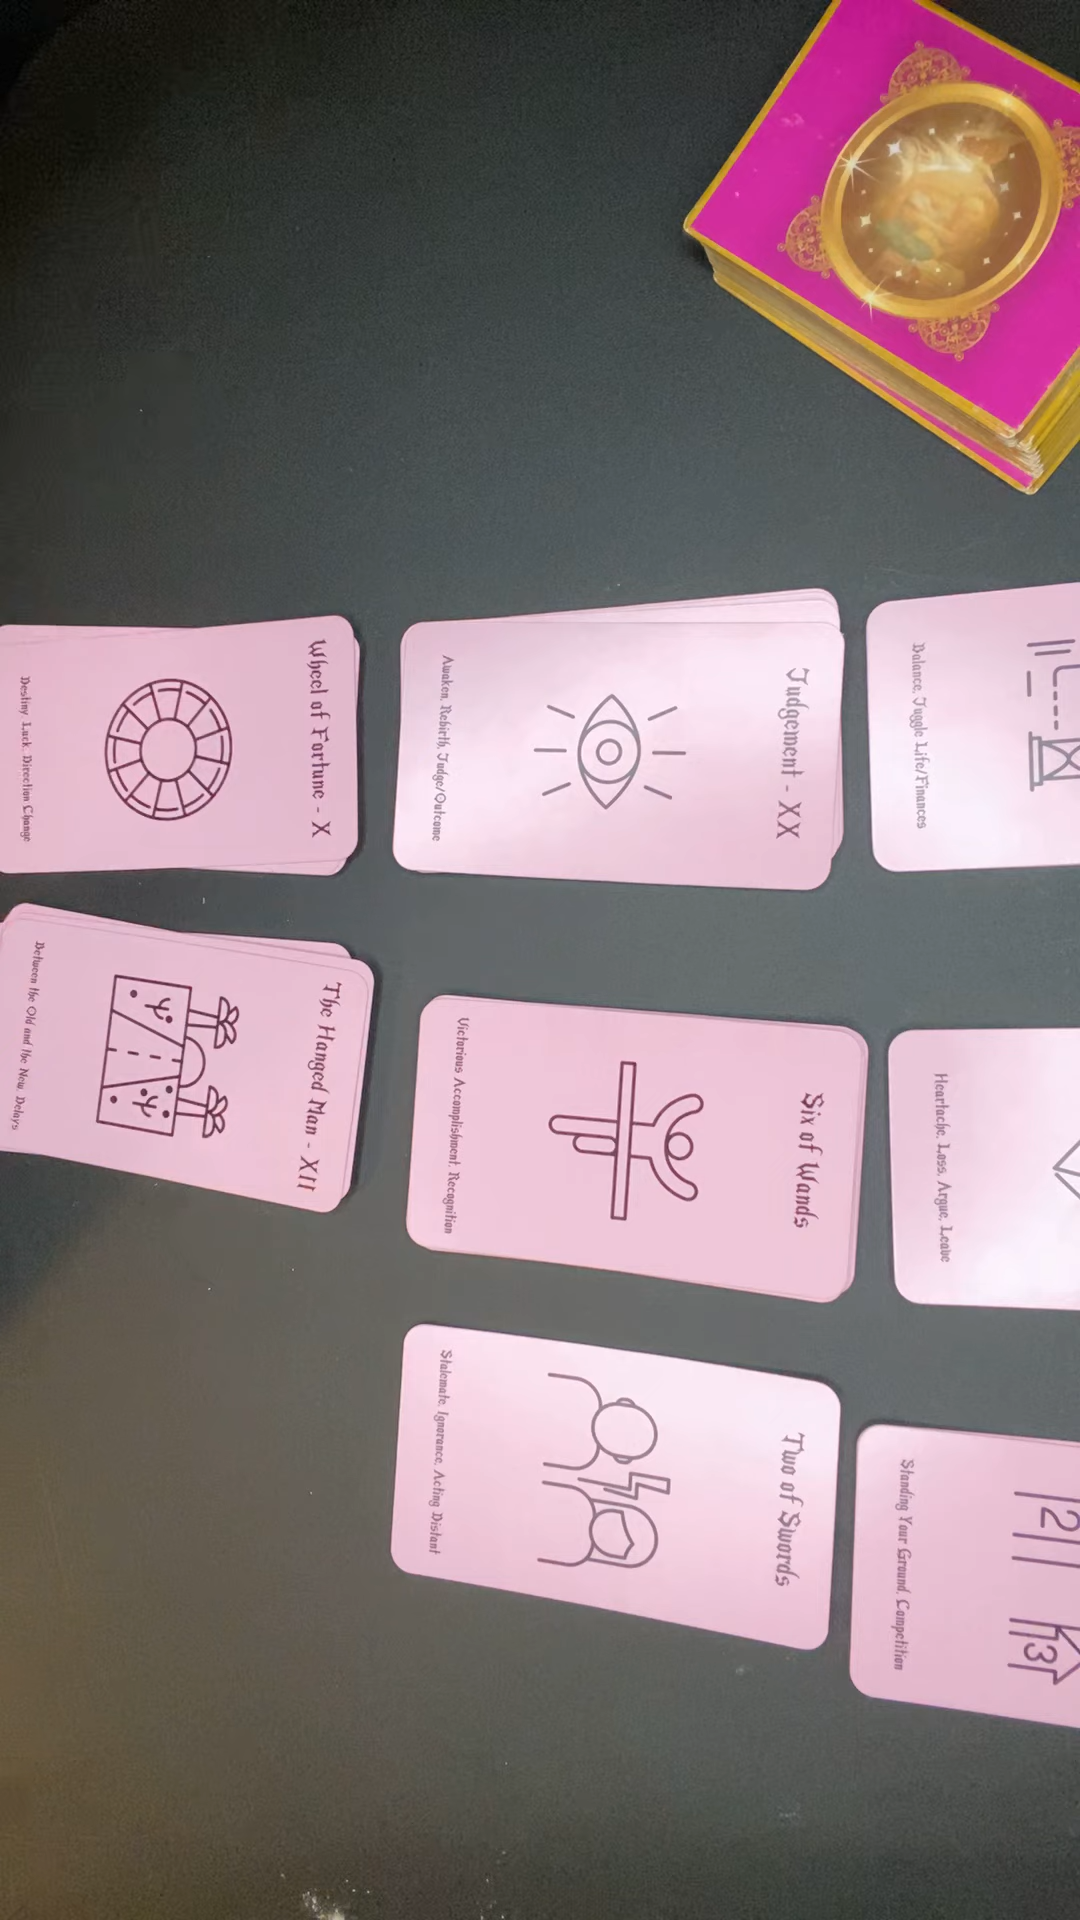 Wheel of Fortune - X
Destiny, Luck, Direction Change
Judgement - XX
Awaken, Rebirth, Judge/Outcome
Balance, Juggle Life/Finances
The Hanged Man - XII
Between the Old and the New, Delays
Six of Wands
Victorious Accomplishment, Recognition
Heartache, Loss, Argue, Leave
Two of Swords
Stalemate, Ignorance, Acting Distant
2
3
Standing Your Ground, Competition